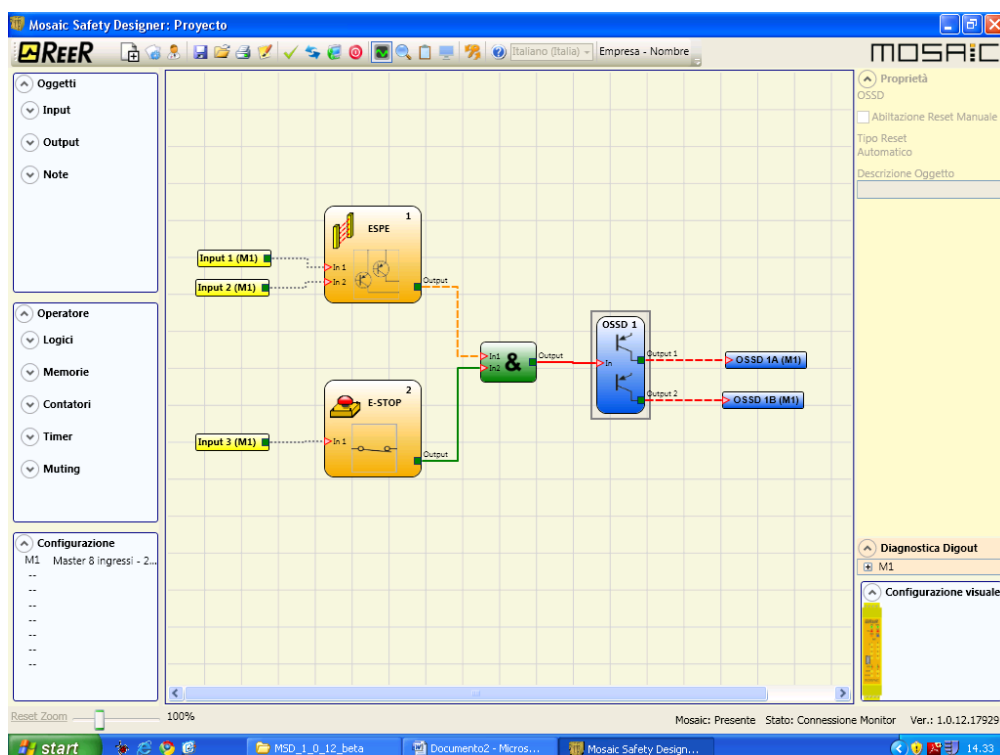 Mosaic Safety Designer: Proyecto
REER
Italiano (Italia)
Empresa - Nombre
MOSAIC
Oggetti
Input
Output
Note
Operatore
Logici
Memorie
Contatori
Timer
Muting
Configurazione
M1 Master 8 ingressi - 2...
--
--
--
--
--
--
--
1
ESPE
Input 1 (M1)
In 1
Input 2 (M1)
In 2
Output
OSSD 1
In1
&
Output
In2
In
Output 1
OSSD 1A (M1)
Output 2
OSSD 1B (M1)
2
E-STOP
Input 3 (M1)
In 1
Output
Proprietà
OSSD
Abilitazione Reset Manuale
Tipo Reset
Automatico
Descrizione Oggetto
Diagnostica Digout
M1
Configurazione visuale
Reset Zoom
100%
Mosaic: Presente Stato: Connessione Monitor Ver.: 1.0.12.17929
start
MSD_1_0_12_beta
Documento2 - Micros...
Mosaic Safety Design...
14.33